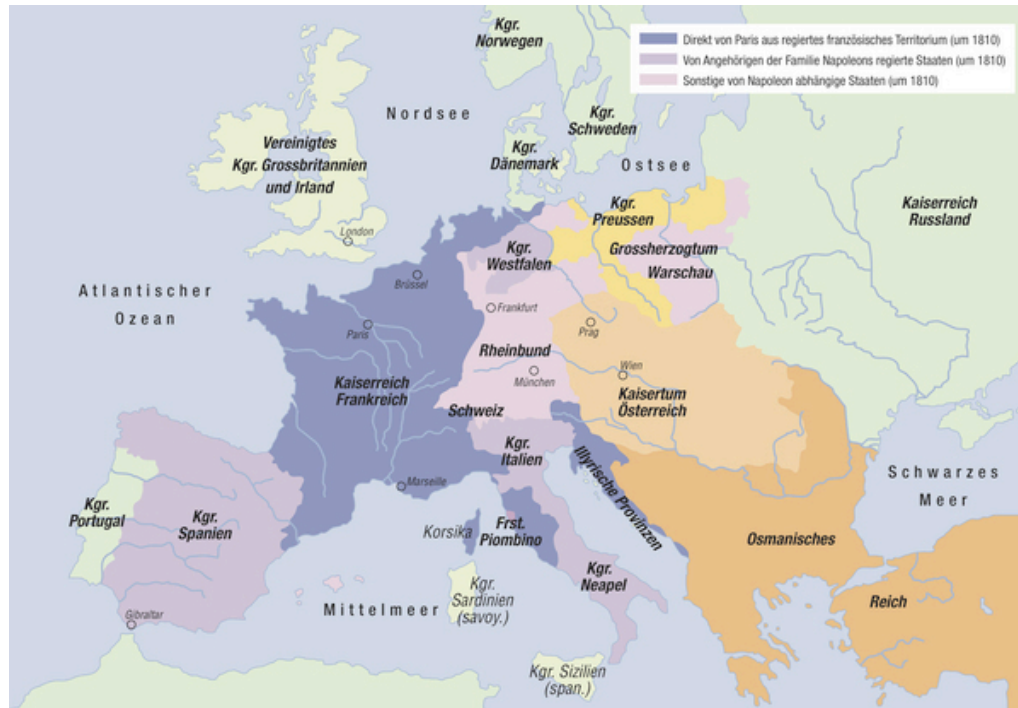 Kgr.
Norwegen
Direkt von Paris aus regiertes französisches Territorium (um 1810)
Von Angehörigen der Familie Napoleons regierte Staaten (um 1810)
Sonstige von Napoleon abhängige Staaten (um 1810)
Nordsee
Kgr.
Schweden
Vereinigtes
Kgr. Grossbritannien
und Irland
Kgr.
Dänemark
Ostsee
Kaiserreich
Russland
Kgr.
Preussen
London
Grossherzogtum
Warschau
Kgr.
Westfalen
Brüssel
Atlantischer
Ozean
Frankfurt
Paris
Prag
Rheinbund
Wien
München
Kaiserreich
Frankreich
Kaisertum
Österreich
Schweiz
Kgr.
Italien
Illyrische Provinzen
Schwarzes
Meer
Marseille
Kgr.
Portugal
Kgr.
Spanien
Korsika
Frst.
Piombino
Osmanisches
Kgr.
Neapel
Kgr.
Sardinien
(savoy.)
Reich
Mittelmeer
Gibraltar
Kgr. Sizilien
(span.)